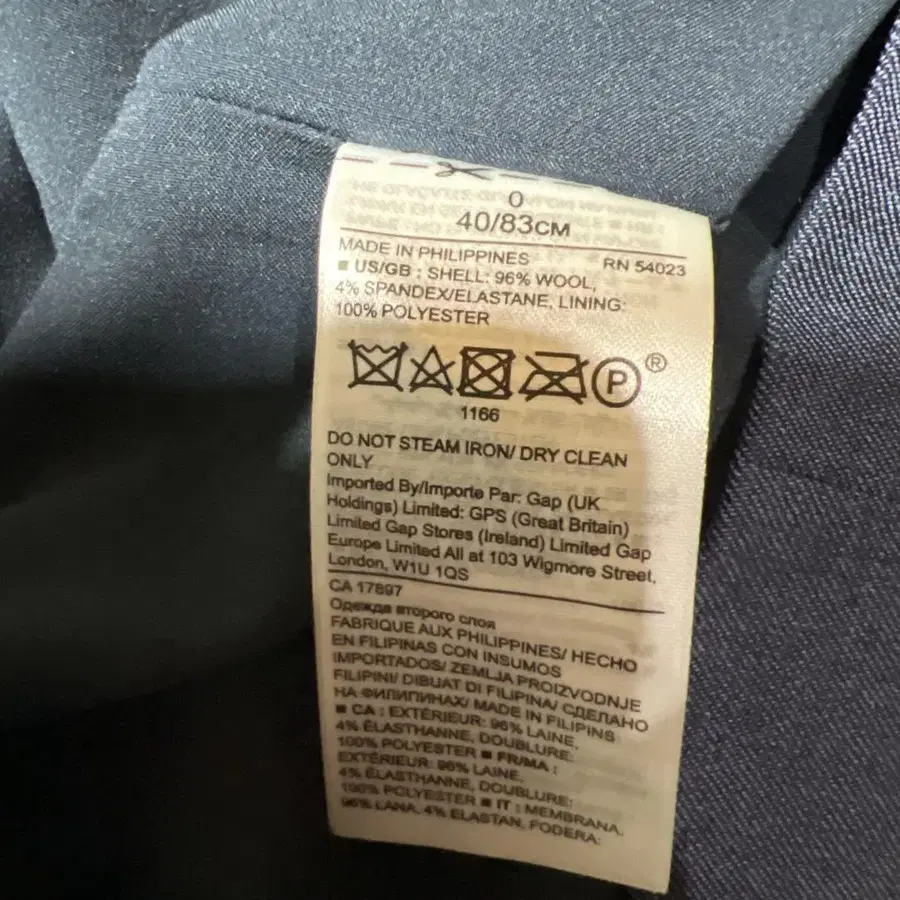 0
40/83CM
MADE IN PHILIPPINES RN 54023
■ US/GB : SHELL: 96% WOOL,
4% SPANDEX/ELASTANE, LINING:
100% POLYESTER
P ®
1166
DO NOT STEAM IRON/ DRY CLEAN
ONLY
Imported By/Importe Par: Gap (UK
Holdings) Limited: GPS (Great Britain)
Limited Gap Stores (Ireland) Limited Gap
Europe Limited All at 103 Wigmore Street,
London, W1U 1QS
CA 17897
Одежда второго слоя
FABRIQUE AUX PHILIPPINES/ HECHO
EN FILIPINAS CON INSUMOS
IMPORTADOS/ ZEMLJA PROIZVODNJE
FILIPINI/ DIBUAT DI FILIPINA/ СДЕЛАНО
НА ФИЛИПИНАХ/ MADE IN FILIPINS
■ CA : EXTÉRIEUR: 96% LAINE,
4% ÉLASTHANNE, DOUBLURE:
100% POLYESTER ■ FR/MA :
EXTÉRIEUR: 96% LAINE,
4% ÉLASTHANNE, DOUBLURE:
100% POLYESTER ■ IT : MEMBRANA:
96% LANA, 4% ELASTAN, FODERA: